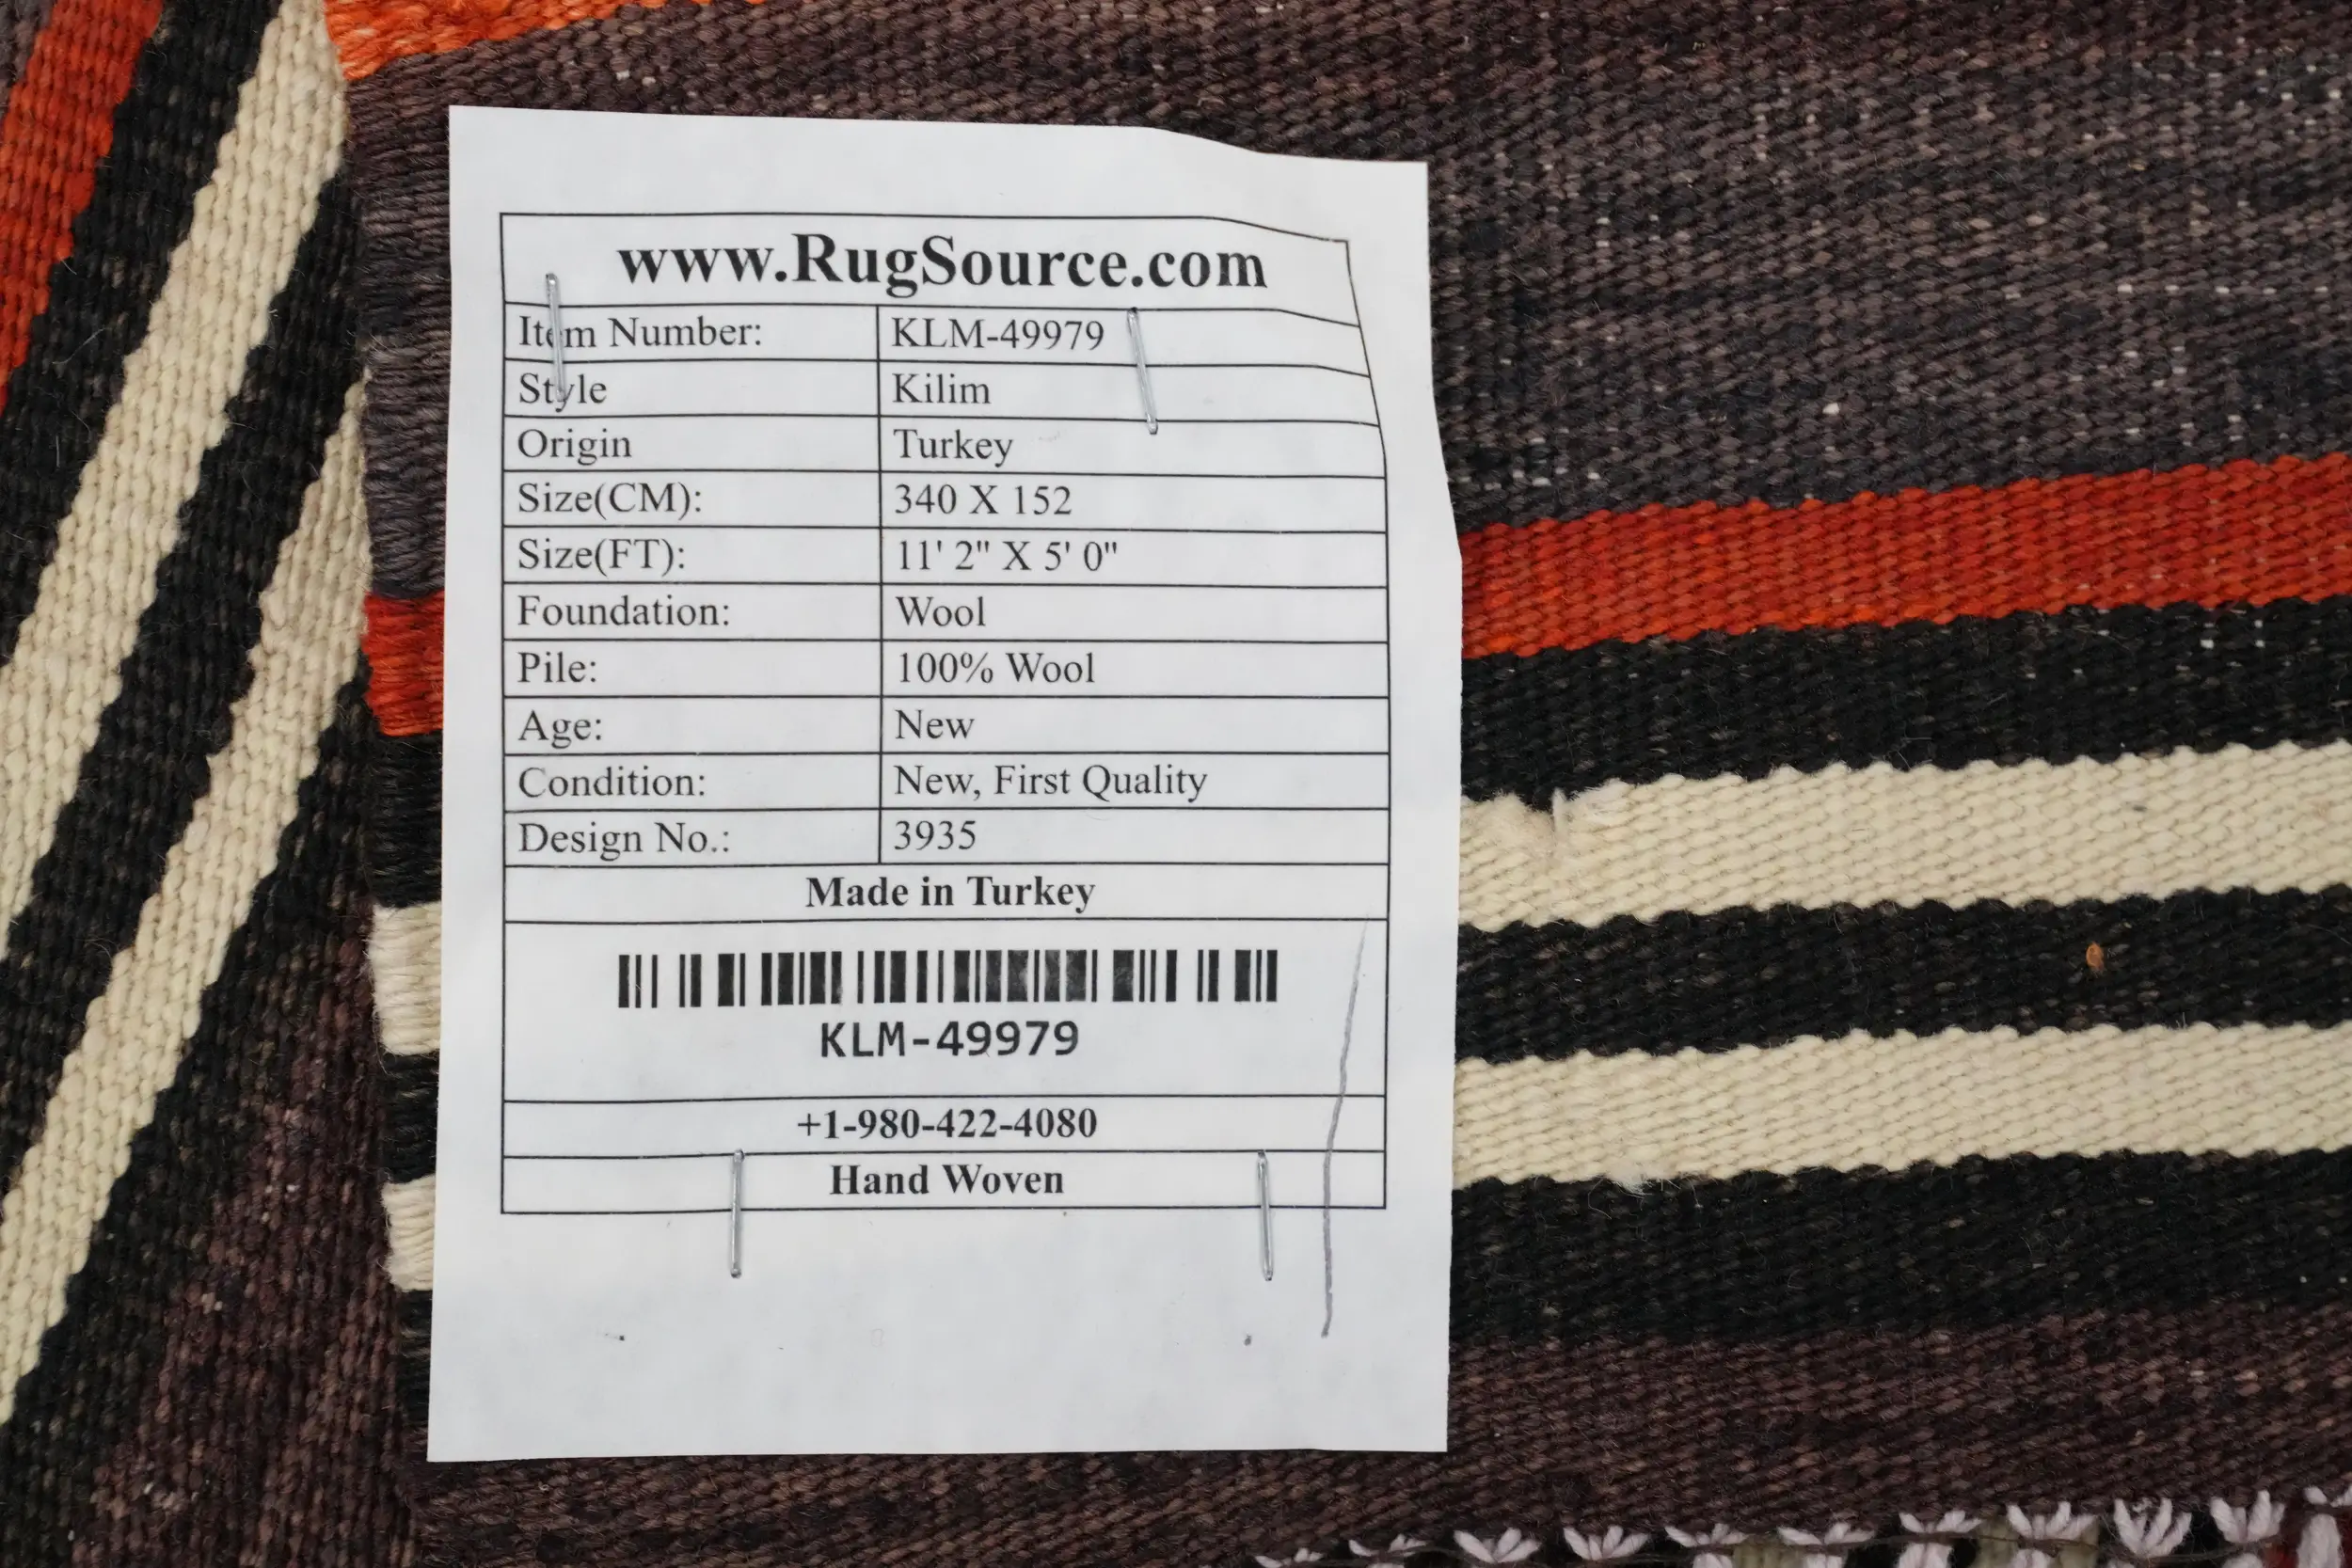 www.RugSource.com
Item Number: KLM-49979
Style Kilim
Origin Turkey
Size(CM): 340 X 152
Size(FT): 11' 2" X 5' 0"
Foundation: Wool
Pile: 100% Wool
Age: New
Condition: New, First Quality
Design No.: 3935
Made in Turkey
KLM-49979
+1-980-422-4080
Hand Woven